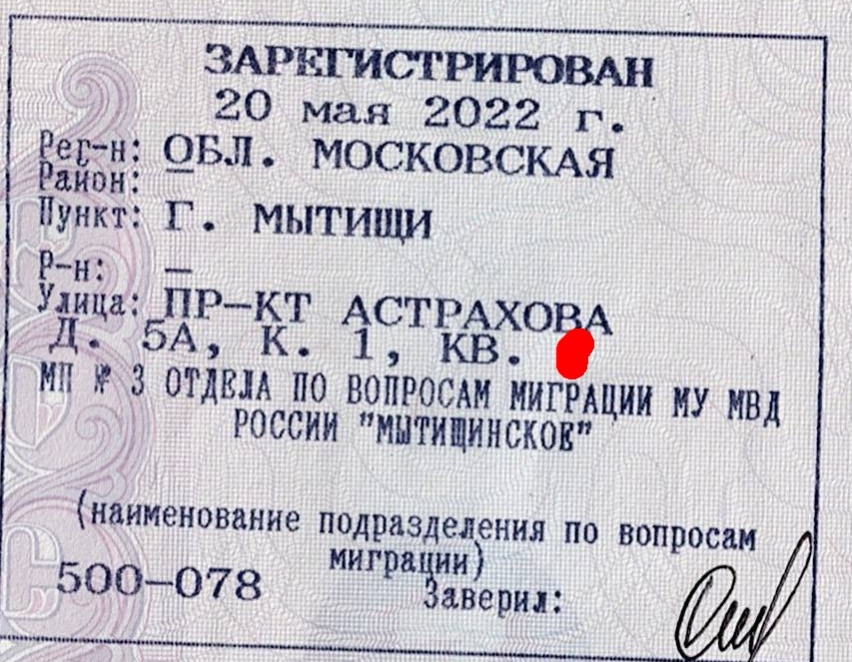 ЗАРЕГИСТРИРОВАН
20 мая 2022 г.
Рег-н: ОБЛ. МОСКОВСКАЯ
Район: –
Пункт: Г. МЫТИЩИ
Р-н: –
Улица: ПР-КТ АСТРАХОВА
Д. 5А, К. 1, КВ.
МП № 3 ОТДЕЛА ПО ВОПРОСАМ МИГРАЦИИ МУ МВД
РОССИИ "МЫТИЩИНСКОЕ"
(наименование подразделения по вопросам
миграции)
500-078
Заверил: